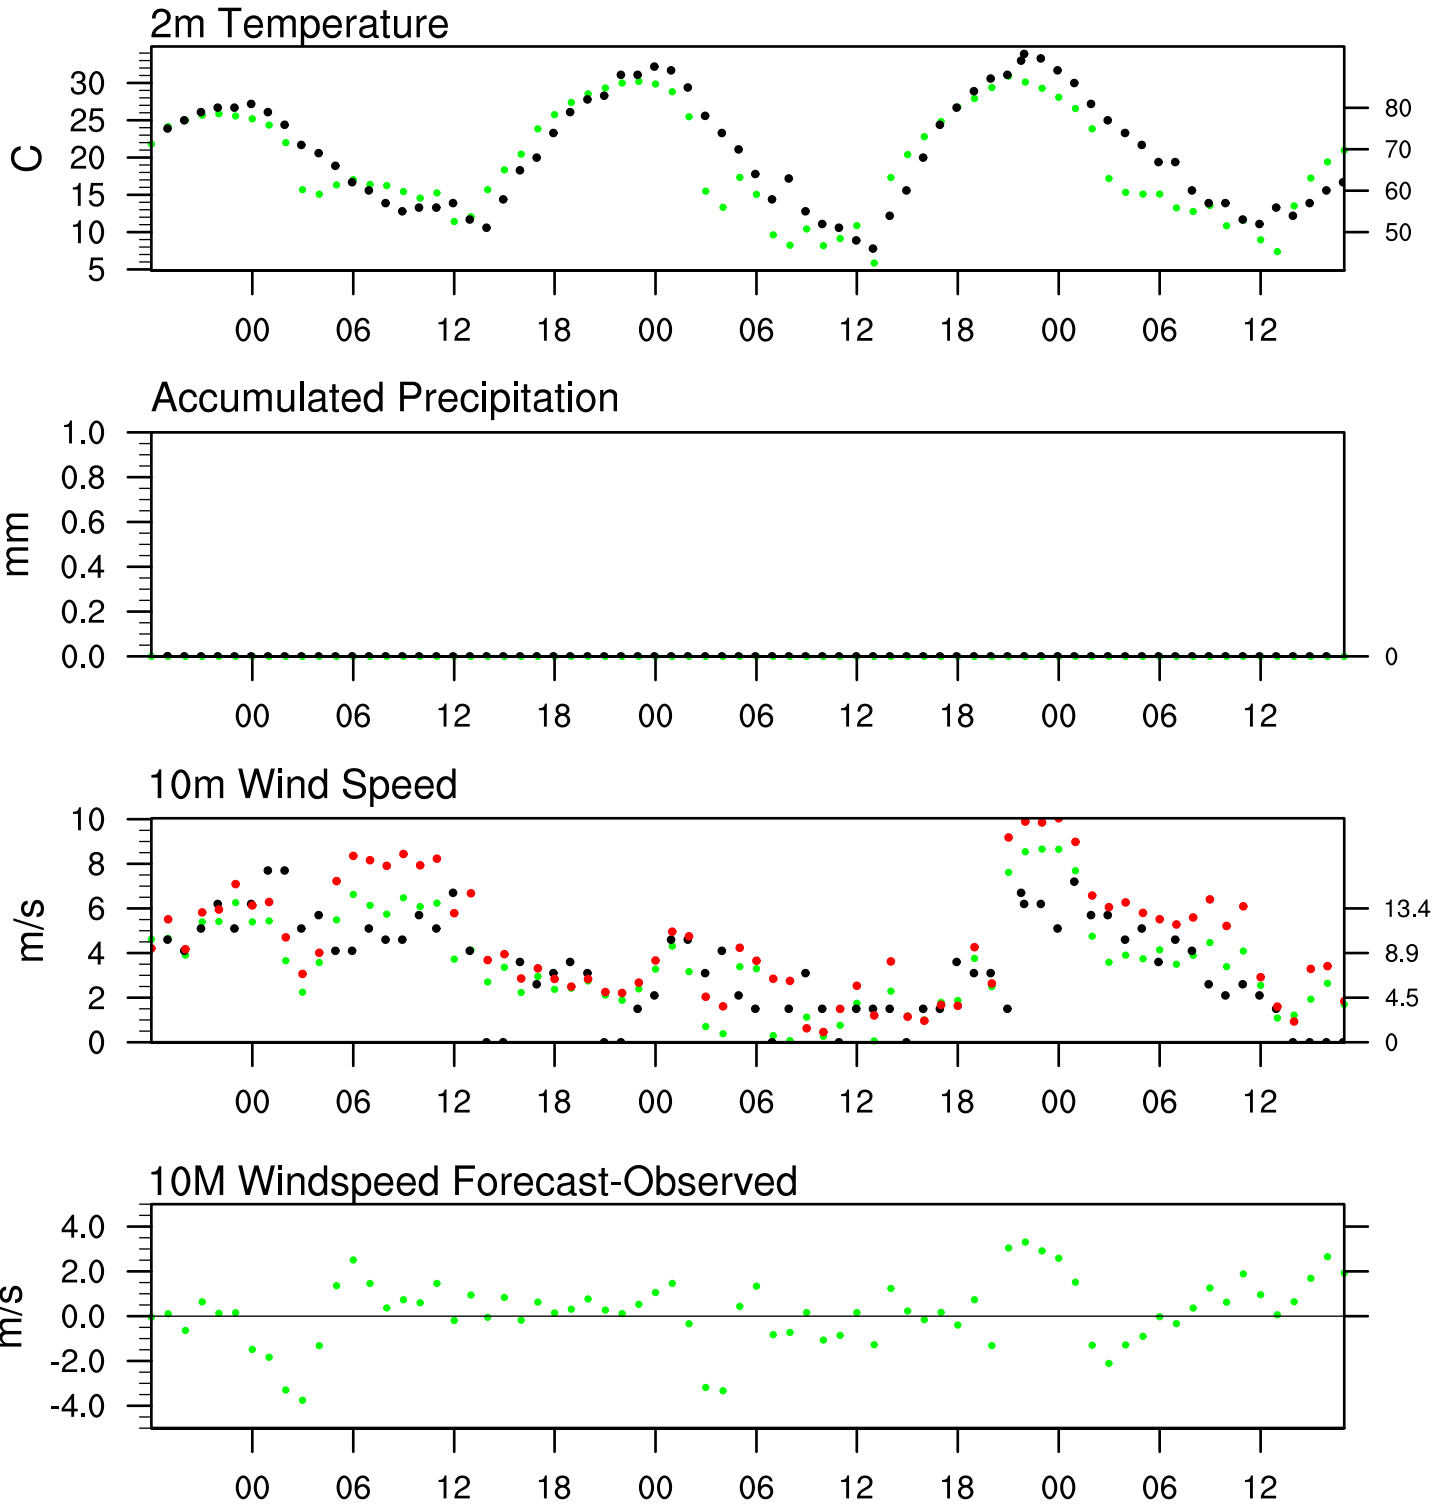 2m Temperature
30
25
20
15
10
5
C
80
70
60
50
00 06 12 18 00 06 12 18 00 06 12
Accumulated Precipitation
1.0
0.8
0.6
0.4
0.2
0.0
mm
0
00 06 12 18 00 06 12 18 00 06 12
10m Wind Speed
10
8
6
4
2
0
m/s
13.4
8.9
4.5
0
00 06 12 18 00 06 12 18 00 06 12
10M Windspeed Forecast-Observed
4.0
2.0
0.0
-2.0
-4.0
m/s
00 06 12 18 00 06 12 18 00 06 12